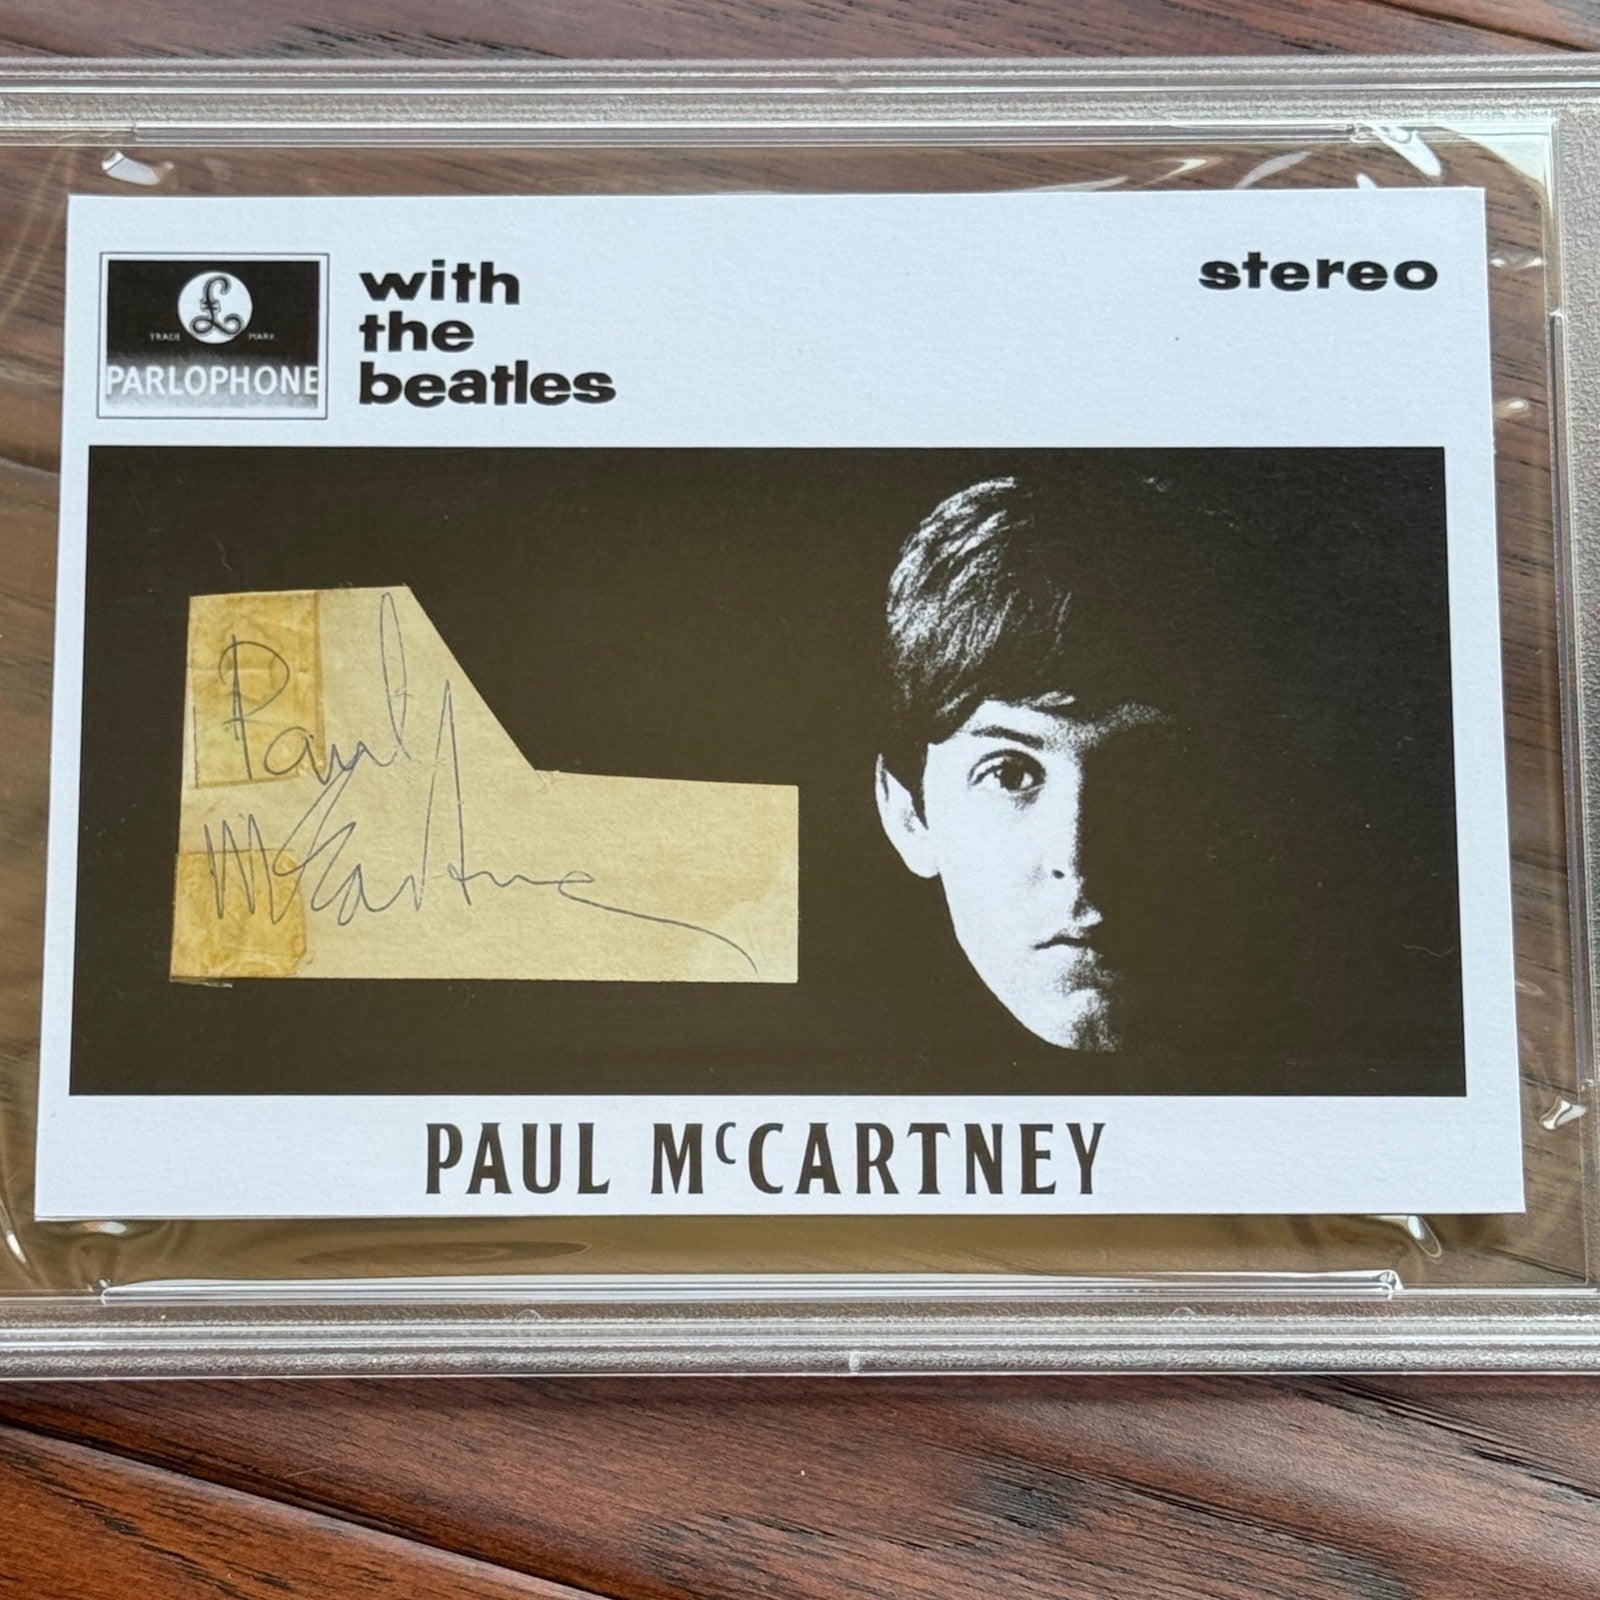 with
the
beatles
stereo
£
TRADE MARK
PARLOPHONE
Paul
McCartney
PAUL McCARTNEY